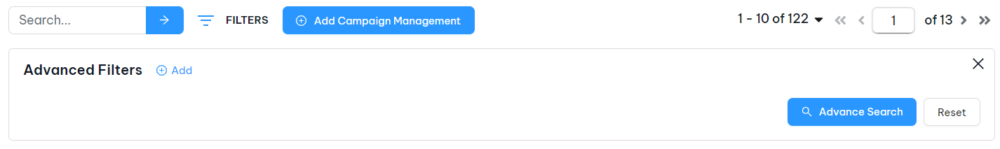 Search... FILTERS Add Campaign Management 1 - 10 of 122 1 of 13
Advanced Filters Add
Advance Search Reset